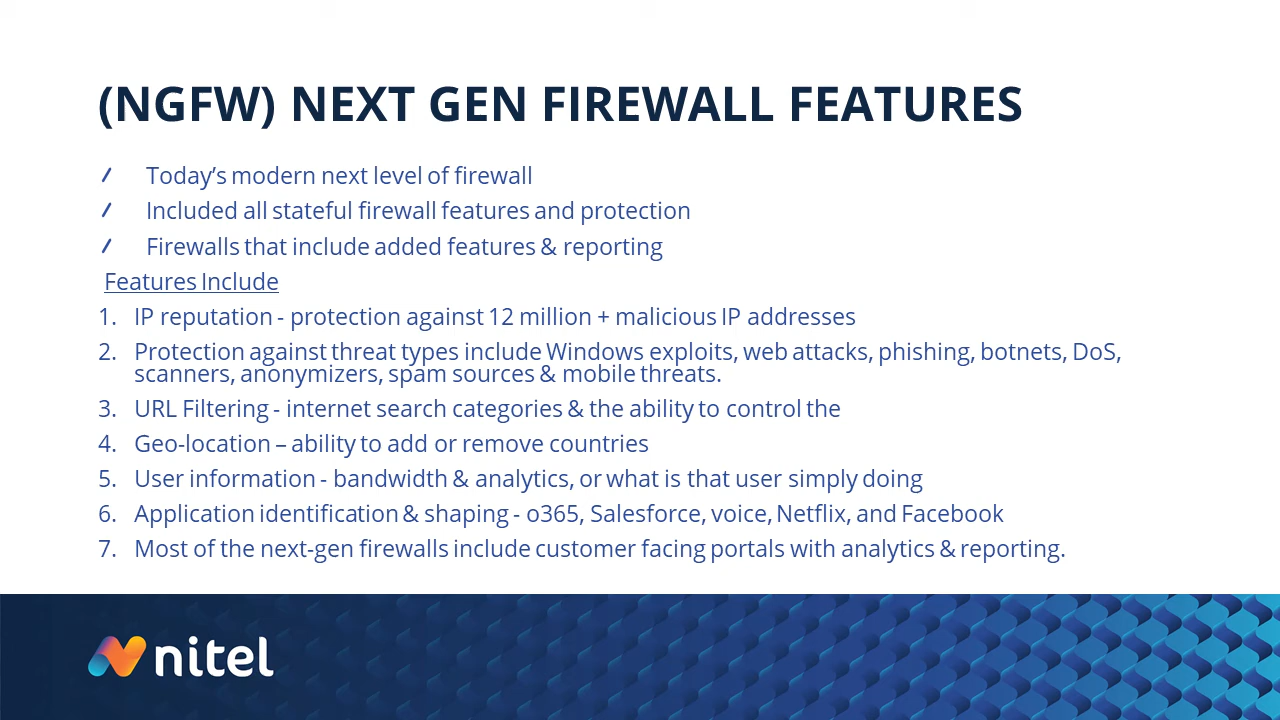 (NGFW) NEXT GEN FIREWALL FEATURES
Today’s modern next level of firewall
Included all stateful firewall features and protection
Firewalls that include added features & reporting
Features Include
1. IP reputation - protection against 12 million + malicious IP addresses
2. Protection against threat types include Windows exploits, web attacks, phishing, botnets, DoS,
scanners, anonymizers, spam sources & mobile threats.
3. URL Filtering - internet search categories & the ability to control the
4. Geo-location – ability to add or remove countries
5. User information - bandwidth & analytics, or what is that user simply doing
6. Application identification & shaping - o365, Salesforce, voice, Netflix, and Facebook
7. Most of the next-gen firewalls include customer facing portals with analytics & reporting.
nitel